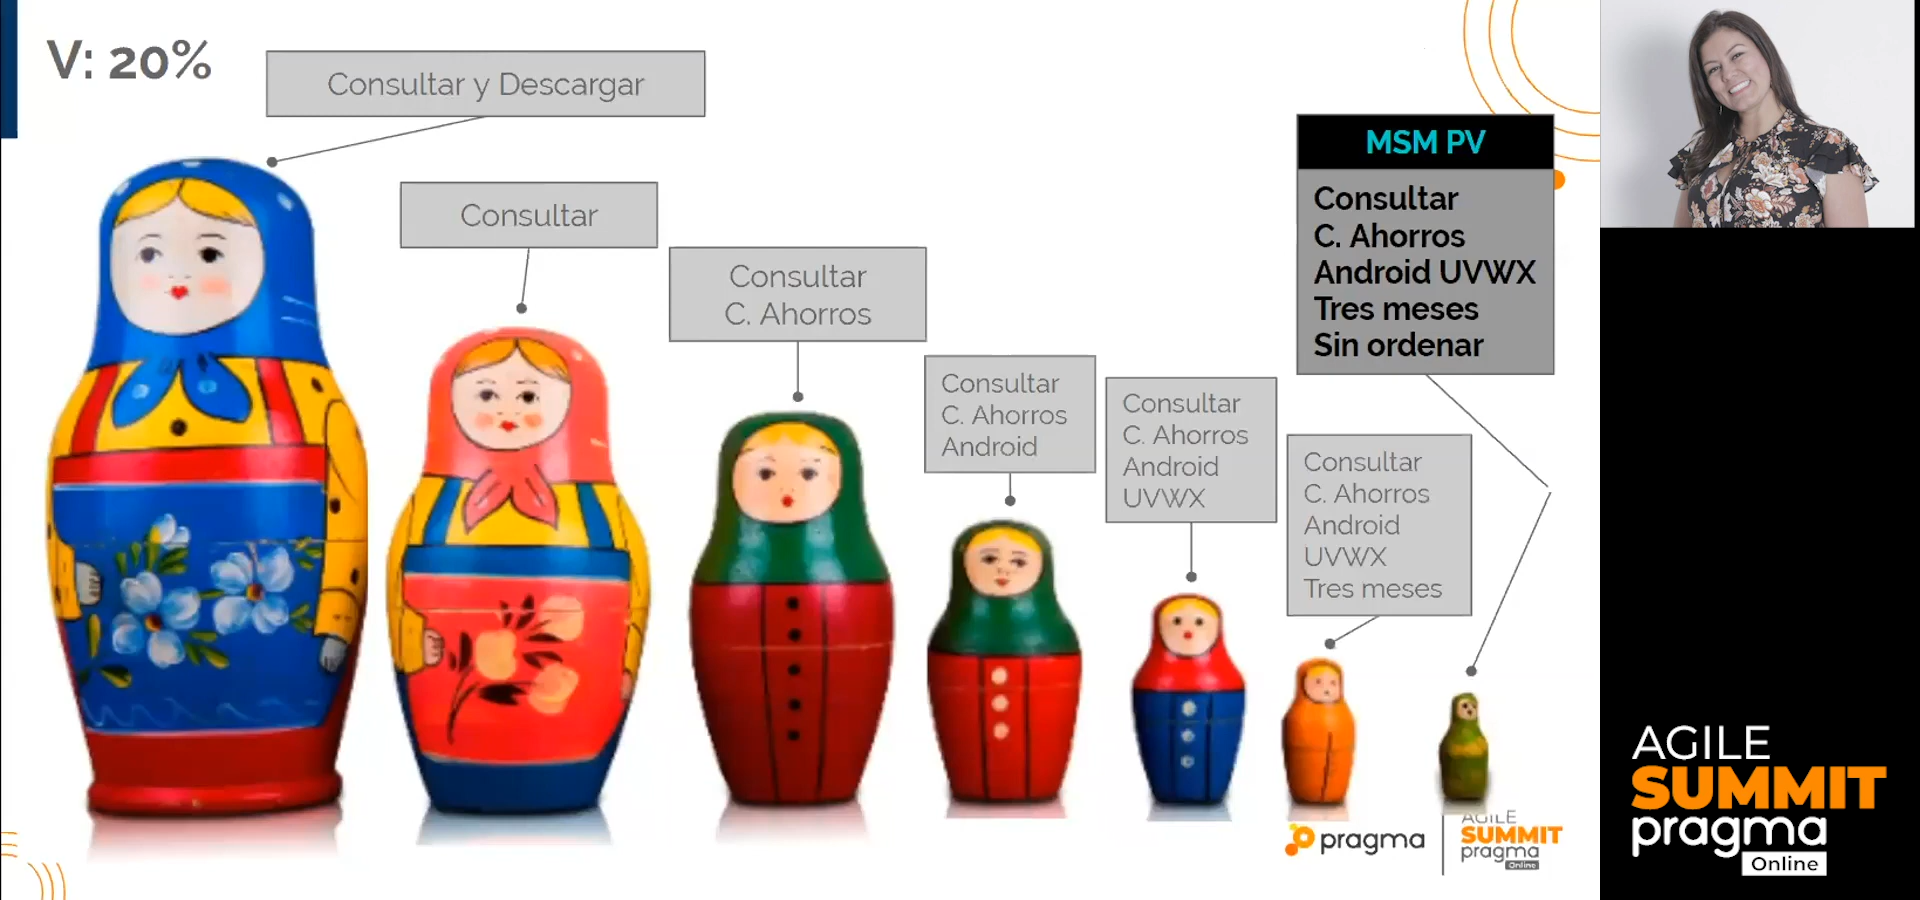 V: 20%
Consultar y Descargar
Consultar
Consultar
C. Ahorros
Consultar
C. Ahorros
Android
Consultar
C. Ahorros
Android
UVWX
Consultar
C. Ahorros
Android
UVWX
Tres meses
MSM PV
Consultar
C. Ahorros
Android UVWX
Tres meses
Sin ordenar
pragma
AGILE
SUMMIT
pragma
Online
AGILE
SUMMIT
pragma
Online